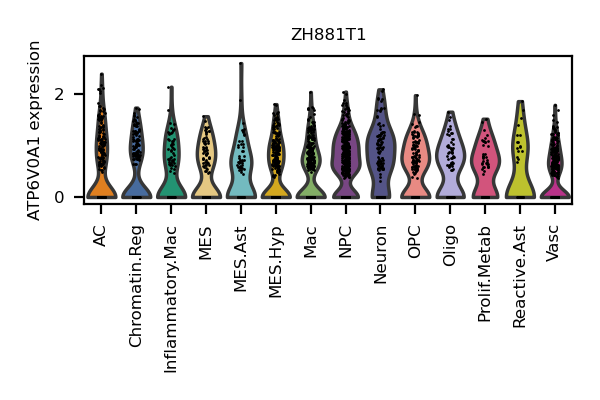 ZH881T1
ATP6V0A1 expression
2
0
AC
Chromatin.Reg
Inflammatory.Mac
MES
MES.Ast
MES.Hyp
Mac
NPC
Neuron
OPC
Oligo
Prolif.Metab
Reactive.Ast
Vasc